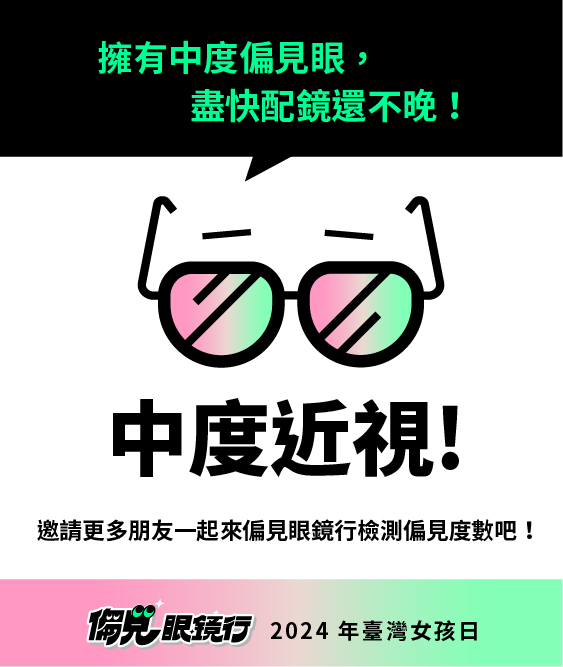 擁有中度偏見眼，
盡快配鏡還不晚！
中度近視!
邀請更多朋友一起來偏見眼鏡行檢測偏見度數吧！
偏見眼鏡行 2024 年臺灣女孩日